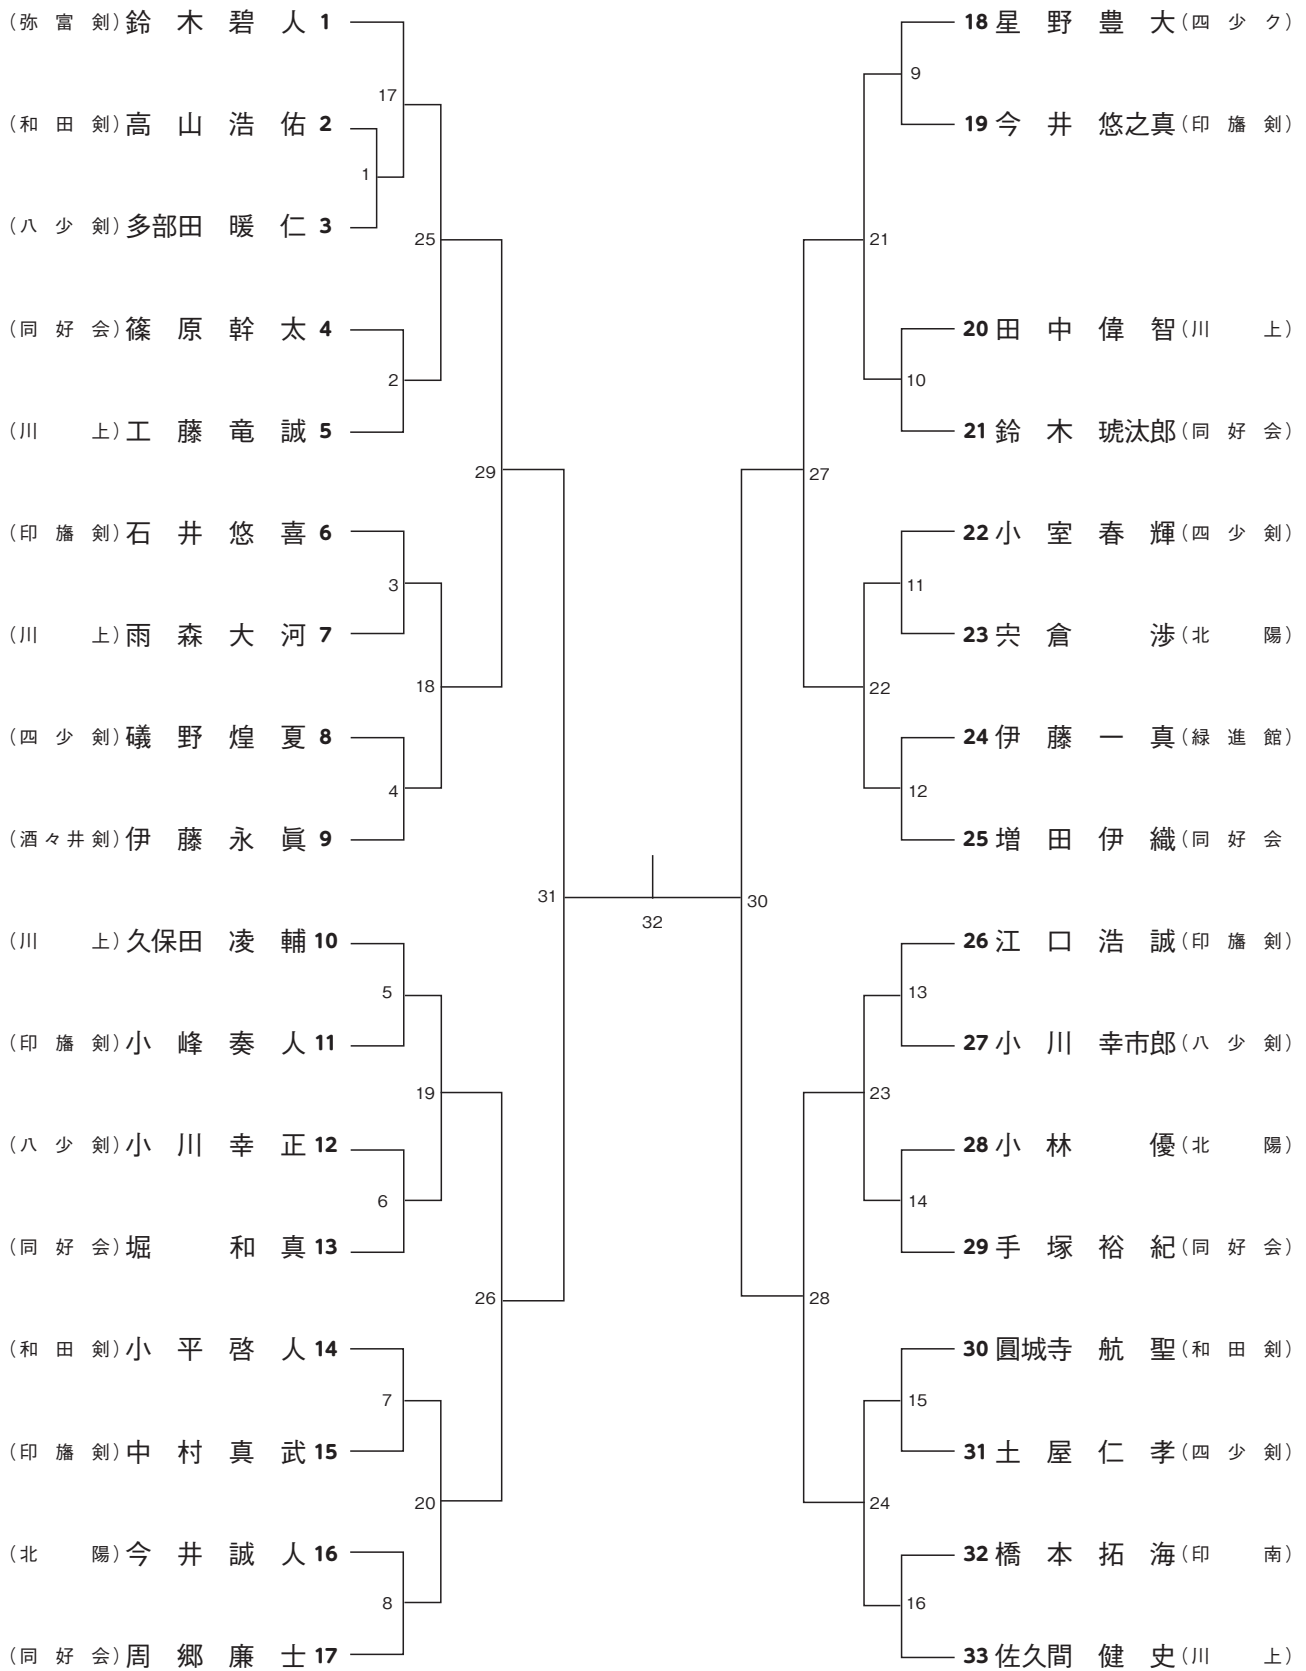 (弥富剣) 鈴木碧人 1
17
(和田剣) 高山浩佑 2
1
(八少剣) 多部田暖仁 3
25
(同好会) 篠原幹太 4
2
(川上) 工藤竜誠 5
29
(印旛剣) 石井悠喜 6
3
(川上) 雨森大河 7
18
(四少剣) 礒野煌夏 8
4
(酒々井剣) 伊藤永眞 9
31
(川上) 久保田凌輔 10
5
(印旛剣) 小峰奏人 11
19
(八少剣) 小川幸正 12
6
(同好会) 堀和真 13
26
(和田剣) 小平啓人 14
7
(印旛剣) 中村真武 15
20
(北陽) 今井誠人 16
8
(同好会) 周郷廉士 17
32
18 星野豊大 (四少ク)
9
19 今井悠之真 (印旛剣)
21
20 田中偉智 (川上)
10
21 鈴木琥汰郎 (同好会)
27
22 小室春輝 (四少剣)
11
23 宍倉渉 (北陽)
22
24 伊藤一真 (緑進館)
12
25 増田伊織 (同好会
30
26 江口浩誠 (印旛剣)
13
27 小川幸市郎 (八少剣)
23
28 小林優 (北陽)
14
29 手塚裕紀 (同好会)
28
30 圓城寺航聖 (和田剣)
15
31 土屋仁孝 (四少剣)
24
32 橋本拓海 (印南)
16
33 佐久間健史 (川上)